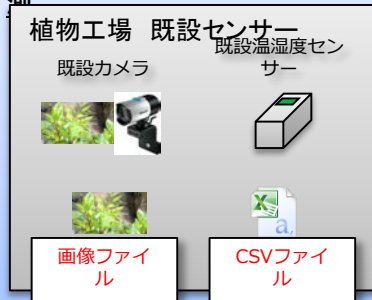 植物工場 既設センサー
既設カメラ
既設温湿度セン
サー
a,
画像ファイ
ル
CSVファイ
ル